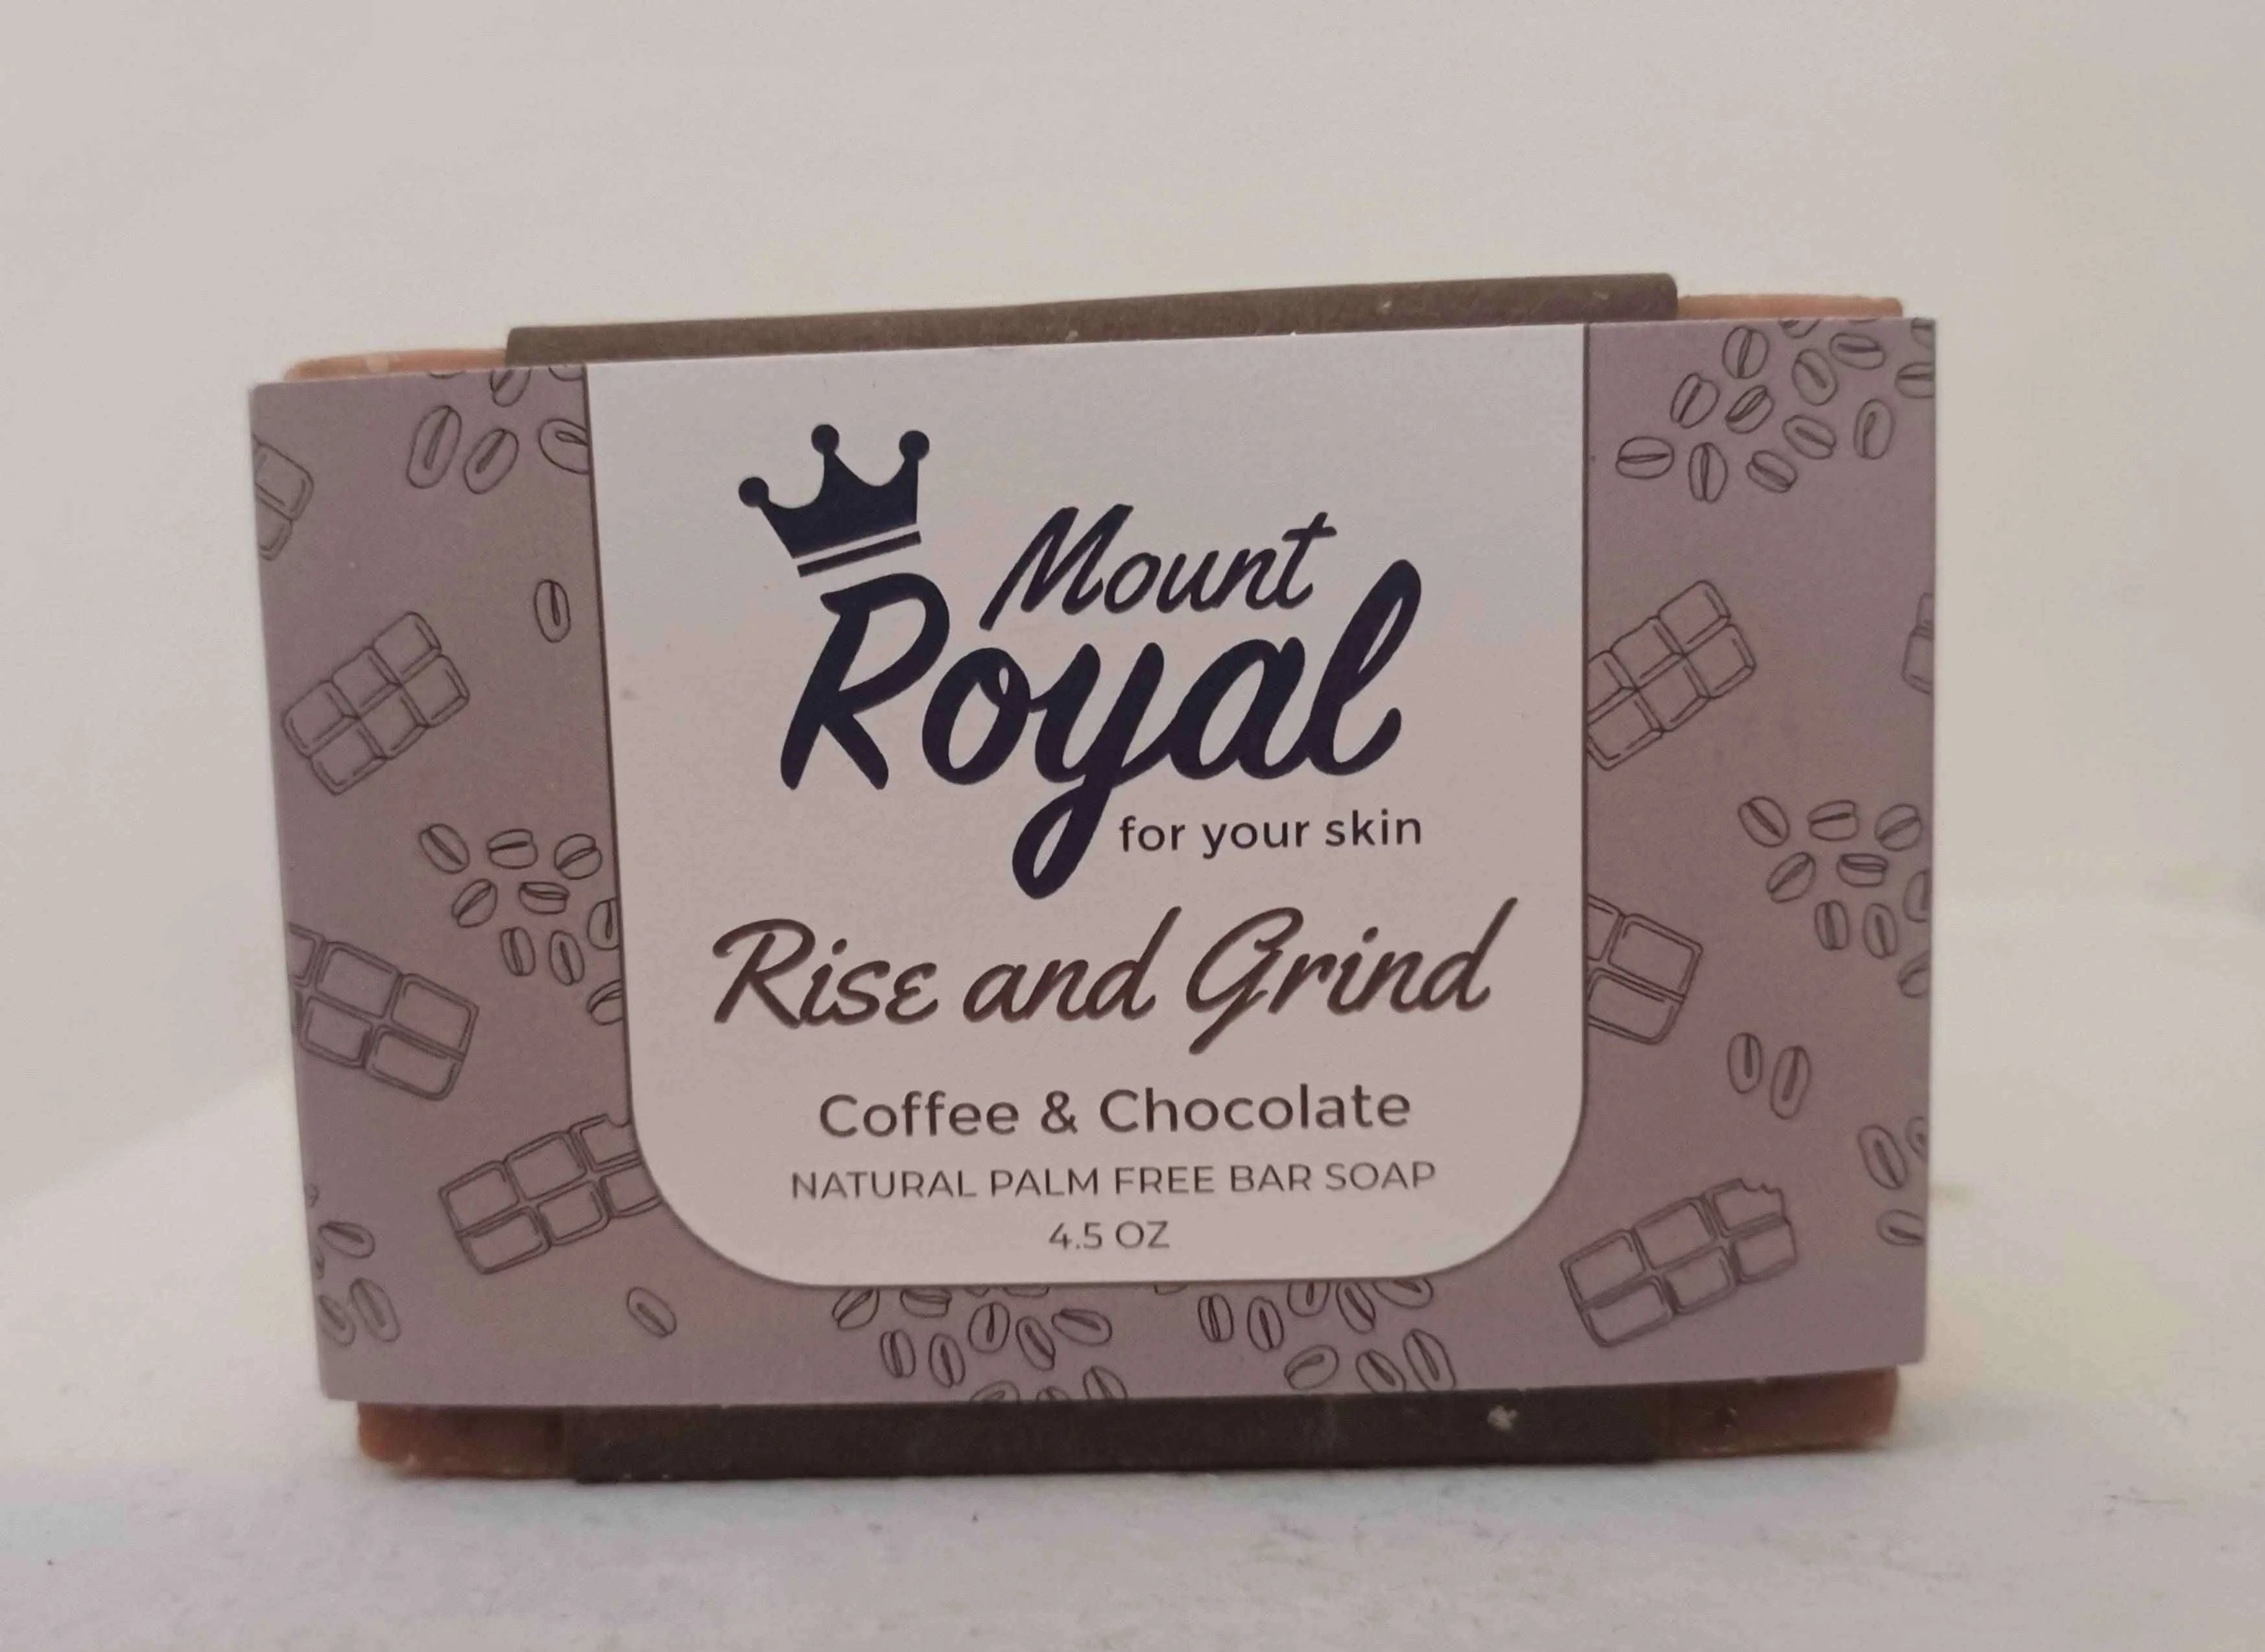 Mount
Royal
for your skin
Rise and Grind
Coffee & Chocolate
NATURAL PALM FREE BAR SOAP
4.5 OZ